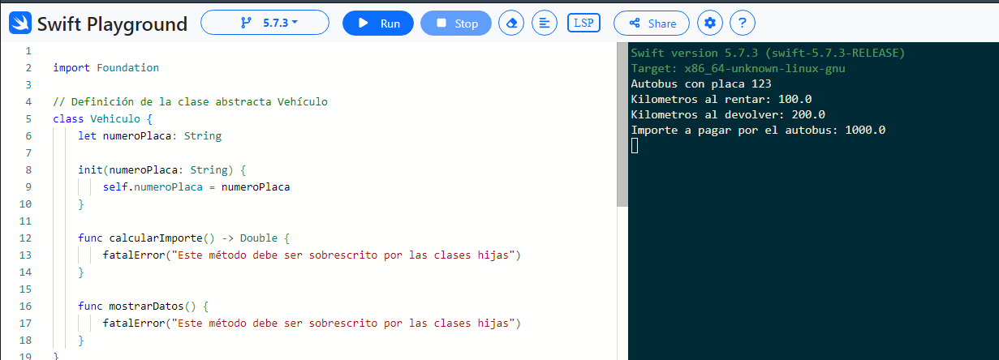 Swift Playground 5.7.3 Run Stop LSP Share ?
1
2 import Foundation
3
4 // Definición de la clase abstracta Vehículo
5 class Vehiculo {
6 let numeroPlaca: String
7
8 init(numeroPlaca: String) {
9 self.numeroPlaca = numeroPlaca
10 }
11
12 func calcularImporte() -> Double {
13 fatalError("Este método debe ser sobrescrito por las clases hijas")
14 }
15
16 func mostrarDatos() {
17 fatalError("Este método debe ser sobrescrito por las clases hijas")
18 }
19 }
Swift version 5.7.3 (swift-5.7.3-RELEASE)
Target: x86_64-unknown-linux-gnu
Autobus con placa 123
Kilometros al rentar: 100.0
Kilometros al devolver: 200.0
Importe a pagar por el autobus: 1000.0